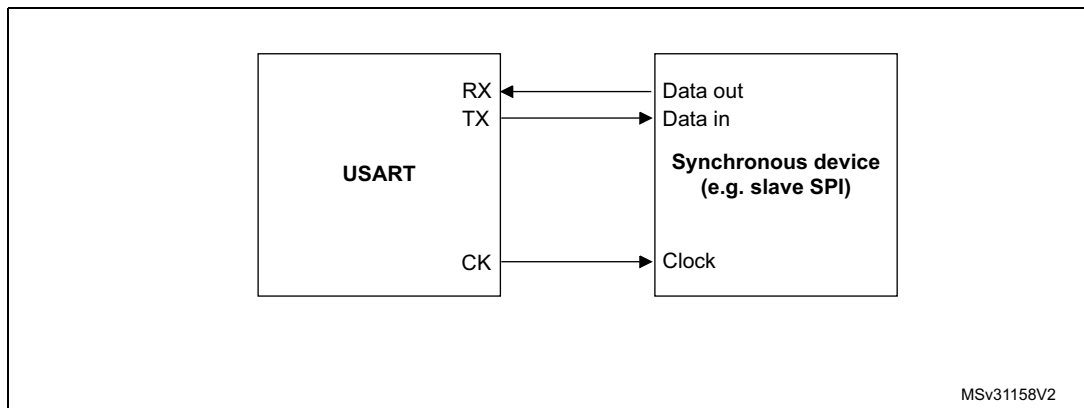 RX
TX
USART
CK
Data out
Data in
Synchronous device
(e.g. slave SPI)
Clock
MSv31158V2